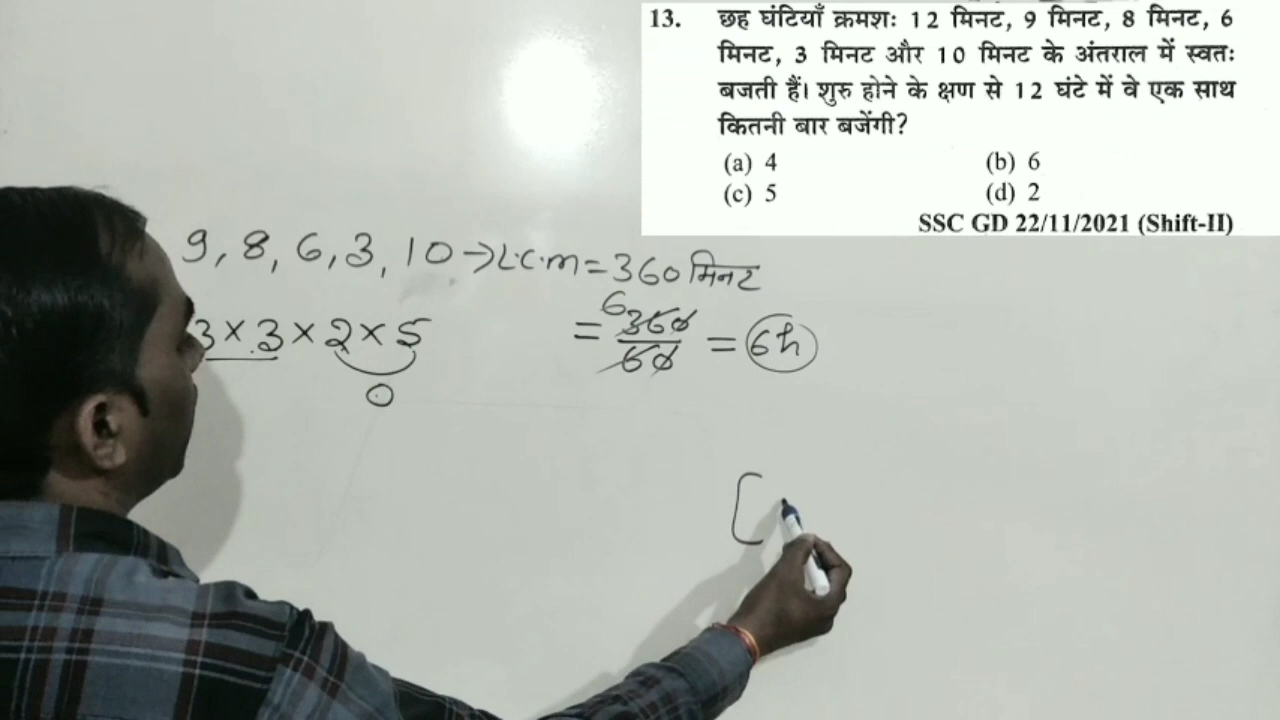 13. छह घंटियाँ क्रमशः 12 मिनट, 9 मिनट, 8 मिनट, 6
मिनट, 3 मिनट और 10 मिनट के अंतराल में स्वतः
बजती हैं। शुरु होने के क्षण से 12 घंटे में वे एक साथ
कितनी बार बजेंगी?
(a) 4 (b) 6
(c) 5 (d) 2
SSC GD 22/11/2021 (Shift-II)
9, 8, 6, 3, 10 → L.C.M = 360 मिनट
3 × 3 × 2 × 5
0
= 6 360/60 = 6h
[